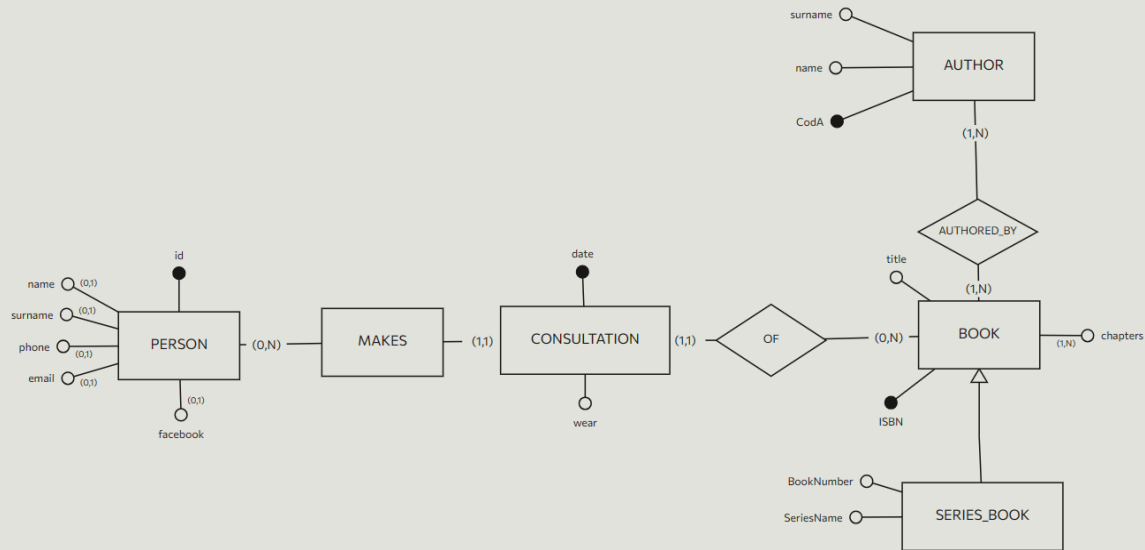 surname
AUTHOR
name
CodA
(1,N)
AUTHORED_BY
title
(1,N)
id
date
name (0,1)
surname (0,1)
phone (0,1)
email (0,1)
PERSON
(0,N)
MAKES
(1,1)
CONSULTATION
(1,1)
OF
(0,N)
BOOK
(1,N) chapters
(0,1)
facebook
wear
ISBN
BookNumber
SeriesName
SERIES_BOOK